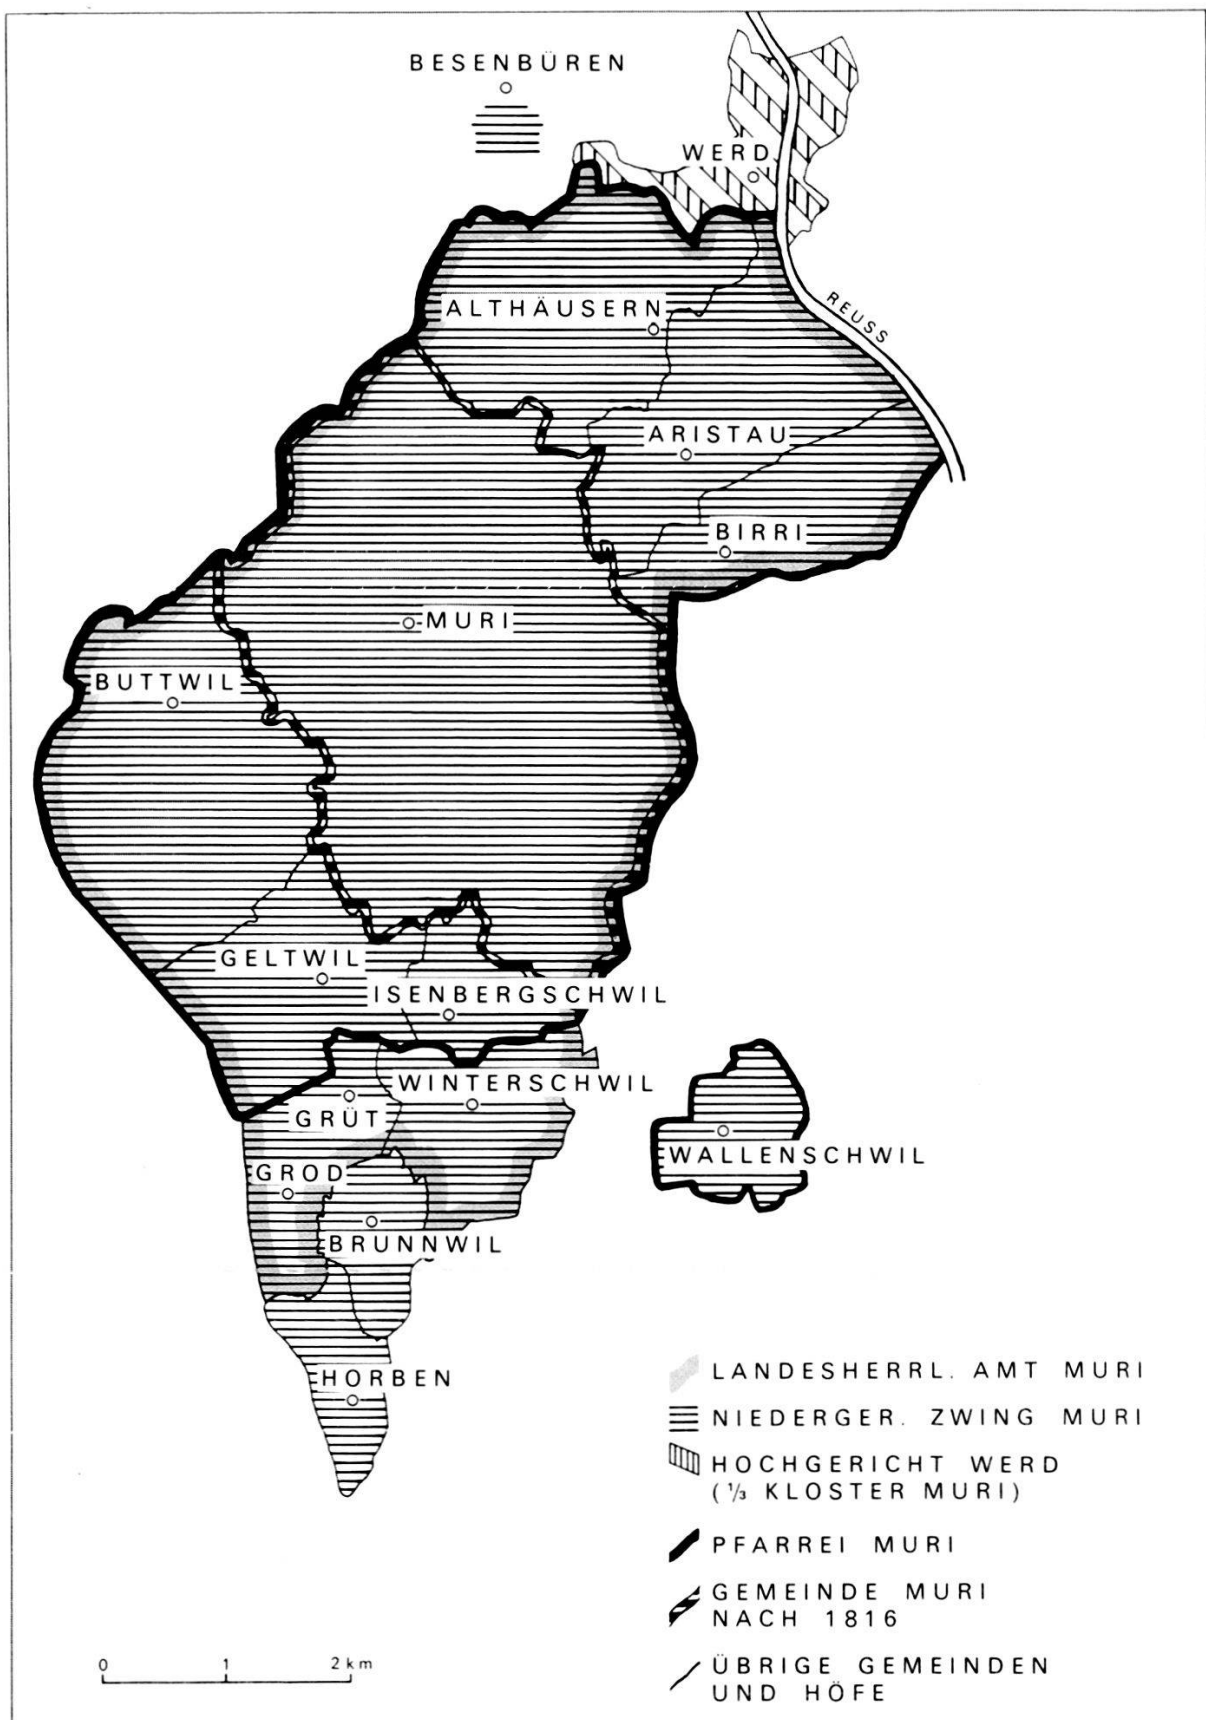 BESENBÜREN
WERD
ALTHÄUSERN
REUSS
ARISTAU
BIRRI
MURI
BUTTWIL
GELTWIL
ISENBERGSCHWIL
WINTERSCHWIL
GRÜT
WALLENSCHWIL
GROD
BRUNNWIL
HORBEN
LANDESHERRL. AMT MURI
NIEDERGER. ZWING MURI
HOCHGERICHT WERD
(⅓ KLOSTER MURI)
PFARREI MURI
GEMEINDE MURI
NACH 1816
ÜBRIGE GEMEINDEN
UND HÖFE
0 1 2 km